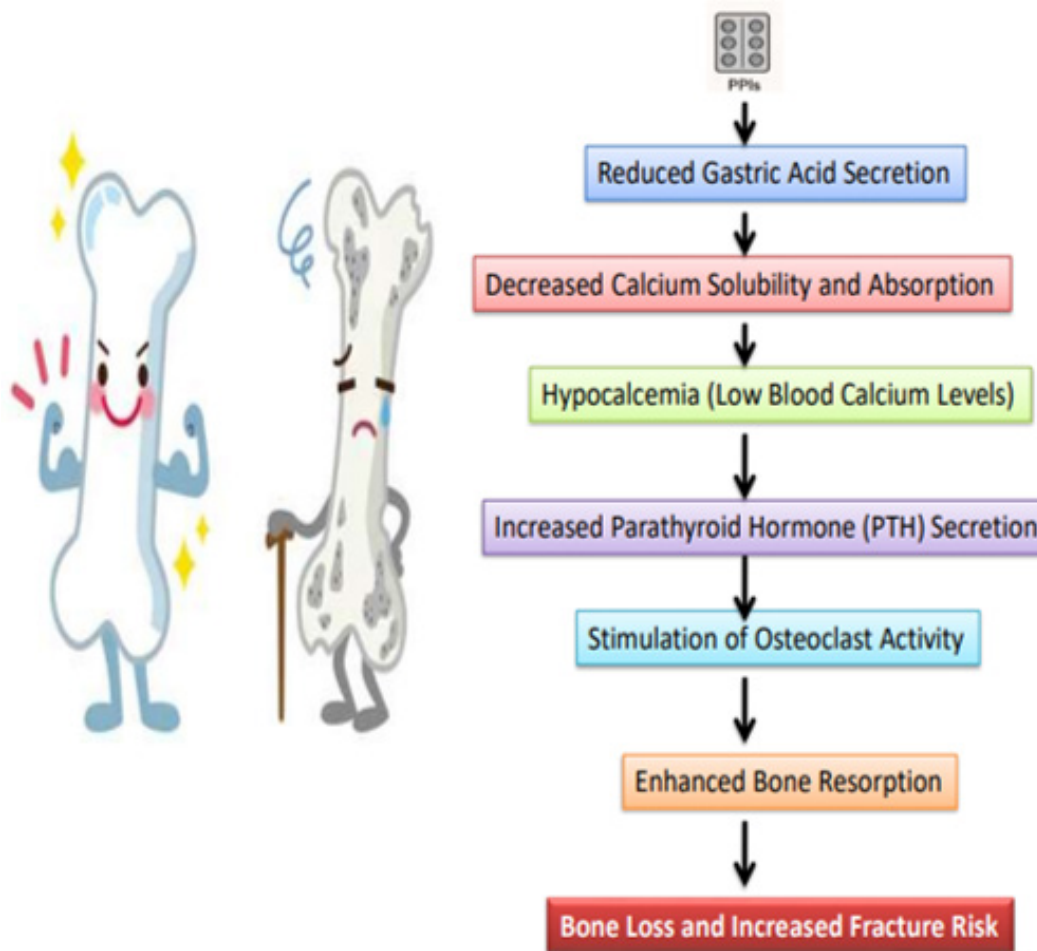 PPIs
Reduced Gastric Acid Secretion
Decreased Calcium Solubility and Absorption
Hypocalcemia (Low Blood Calcium Levels)
Increased Parathyroid Hormone (PTH) Secretion
Stimulation of Osteoclast Activity
Enhanced Bone Resorption
Bone Loss and Increased Fracture Risk